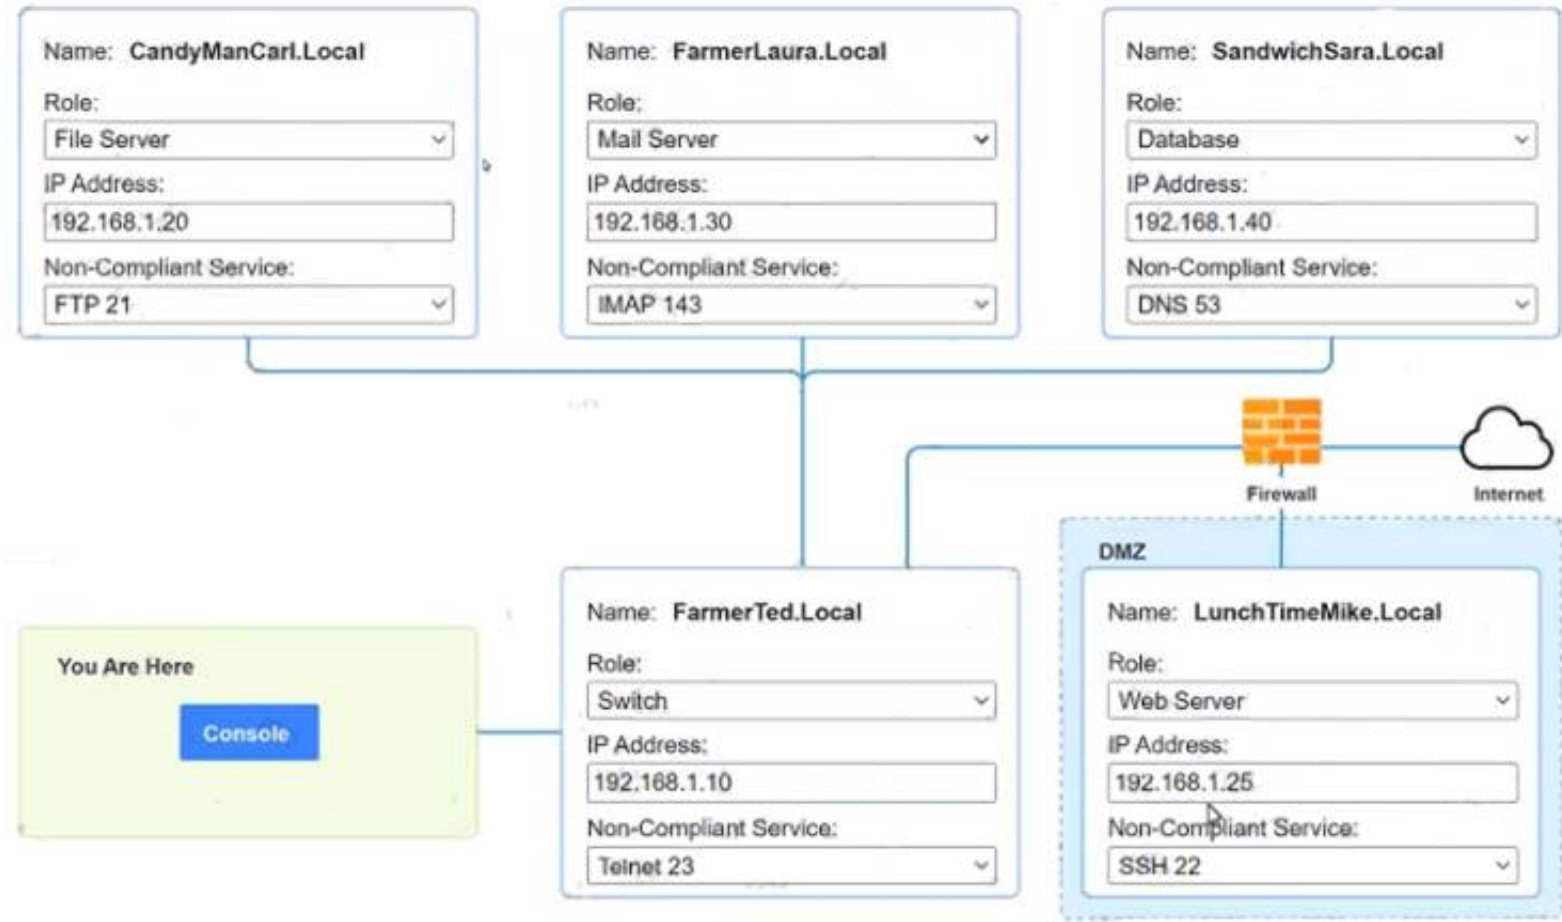 Name: CandyManCarl.Local
Role:
File Server
IP Address:
192.168.1.20
Non-Compliant Service:
FTP 21
Name: FarmerLaura.Local
Role:
Mail Server
IP Address:
192.168.1.30
Non-Compliant Service:
IMAP 143
Name: SandwichSara.Local
Role:
Database
IP Address:
192.168.1.40
Non-Compliant Service:
DNS 53
Firewall
Internet
DMZ
You Are Here
Console
Name: FarmerTed.Local
Role:
Switch
IP Address:
192.168.1.10
Non-Compliant Service:
Telnet 23
Name: LunchTimeMike.Local
Role:
Web Server
IP Address:
192.168.1.25
Non-Compliant Service:
SSH 22